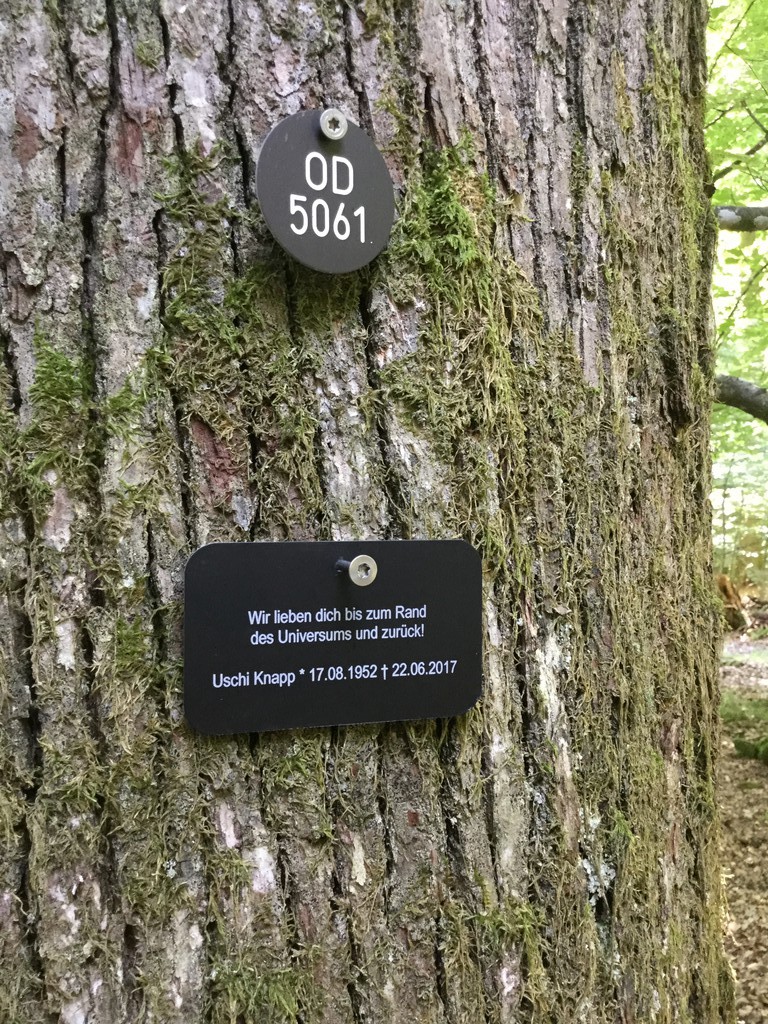 OD
5061
Wir lieben dich bis zum Rand
des Universums und zurück!
Uschi Knapp * 17.08.1952 † 22.06.2017